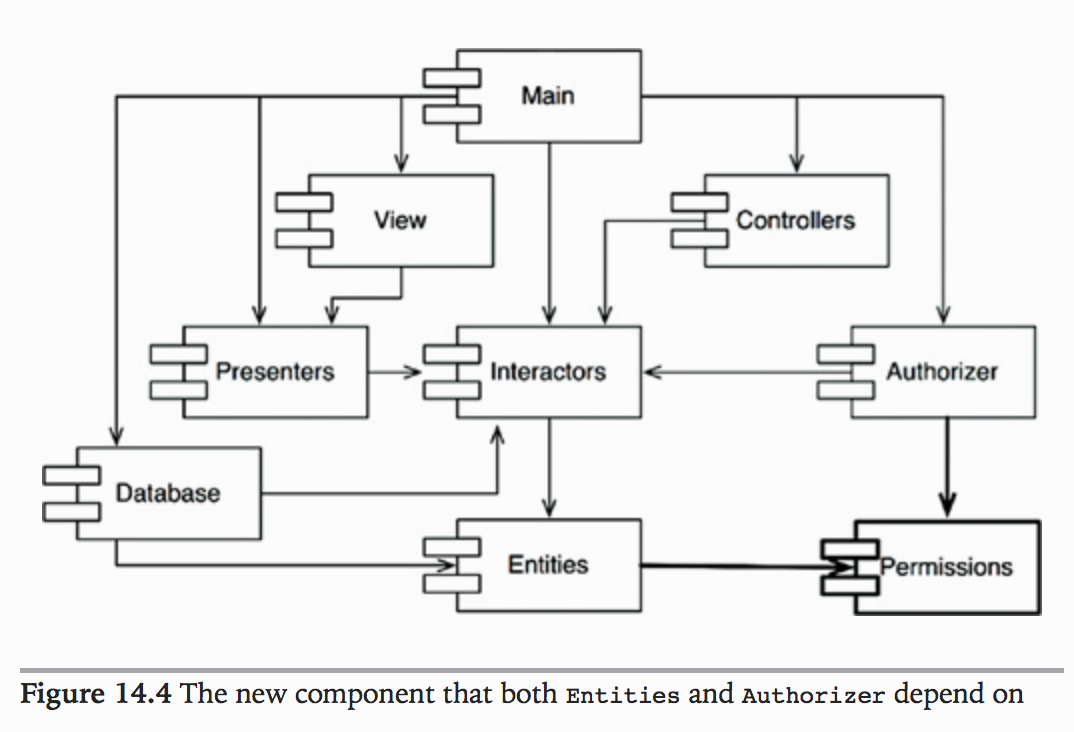 Main
View
Controllers
Presenters
Interactors
Authorizer
Database
Entities
Permissions
Figure 14.4 The new component that both Entities and Authorizer depend on